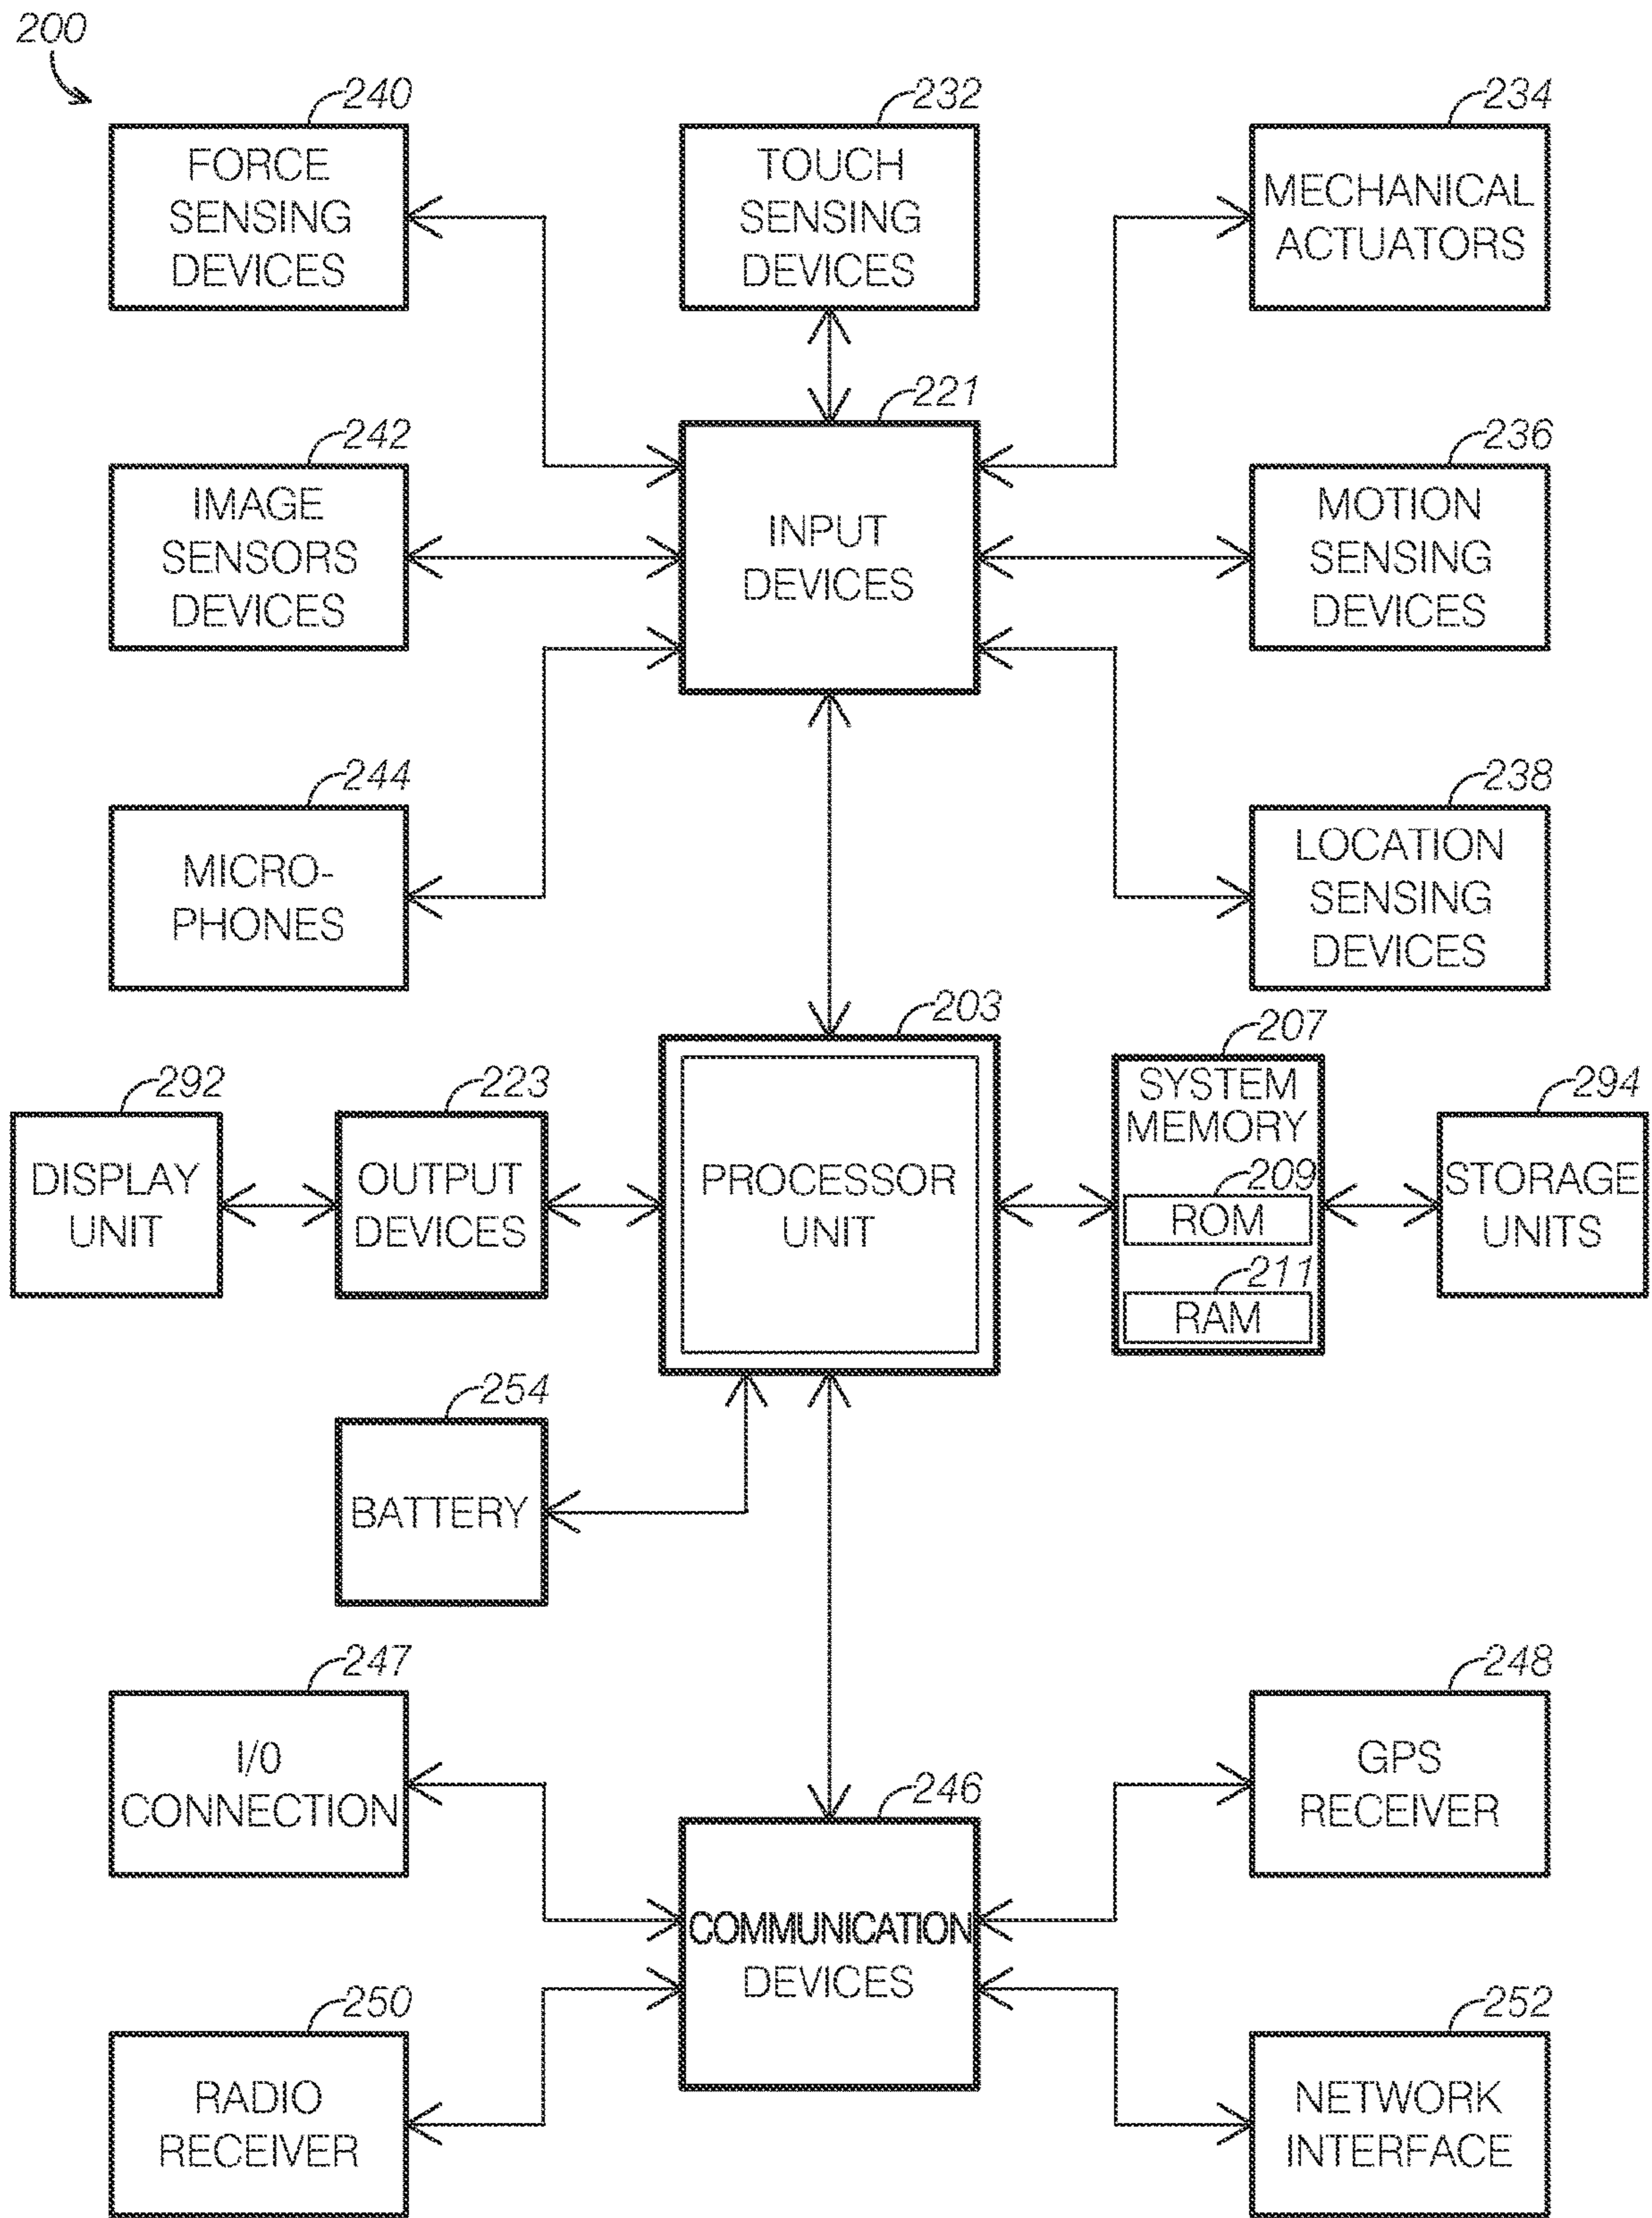 200
240
FORCE
SENSING
DEVICES
232
TOUCH
SENSING
DEVICES
234
MECHANICAL
ACTUATORS
242
IMAGE
SENSORS
DEVICES
221
INPUT
DEVICES
236
MOTION
SENSING
DEVICES
244
MICRO-
PHONES
238
LOCATION
SENSING
DEVICES
292
DISPLAY
UNIT
223
OUTPUT
DEVICES
203
PROCESSOR
UNIT
207
SYSTEM
MEMORY
209
ROM
211
RAM
294
STORAGE
UNITS
254
BATTERY
247
I/0
CONNECTION
246
COMMUNICATION
DEVICES
248
GPS
RECEIVER
250
RADIO
RECEIVER
252
NETWORK
INTERFACE